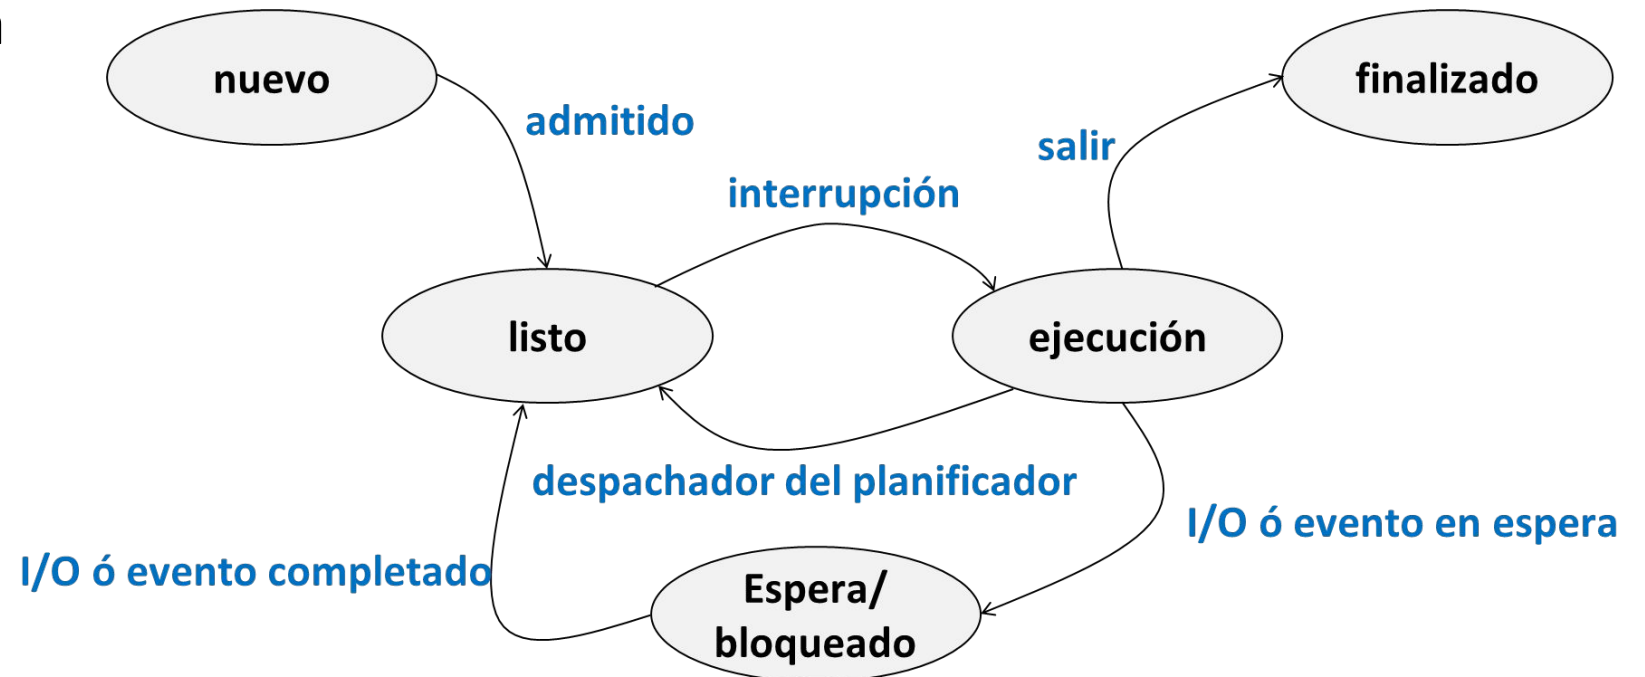 nuevo
finalizado
admitido
salir
interrupción
listo
ejecución
despachador del planificador
I/O ó evento en espera
I/O ó evento completado
Espera/
bloqueado